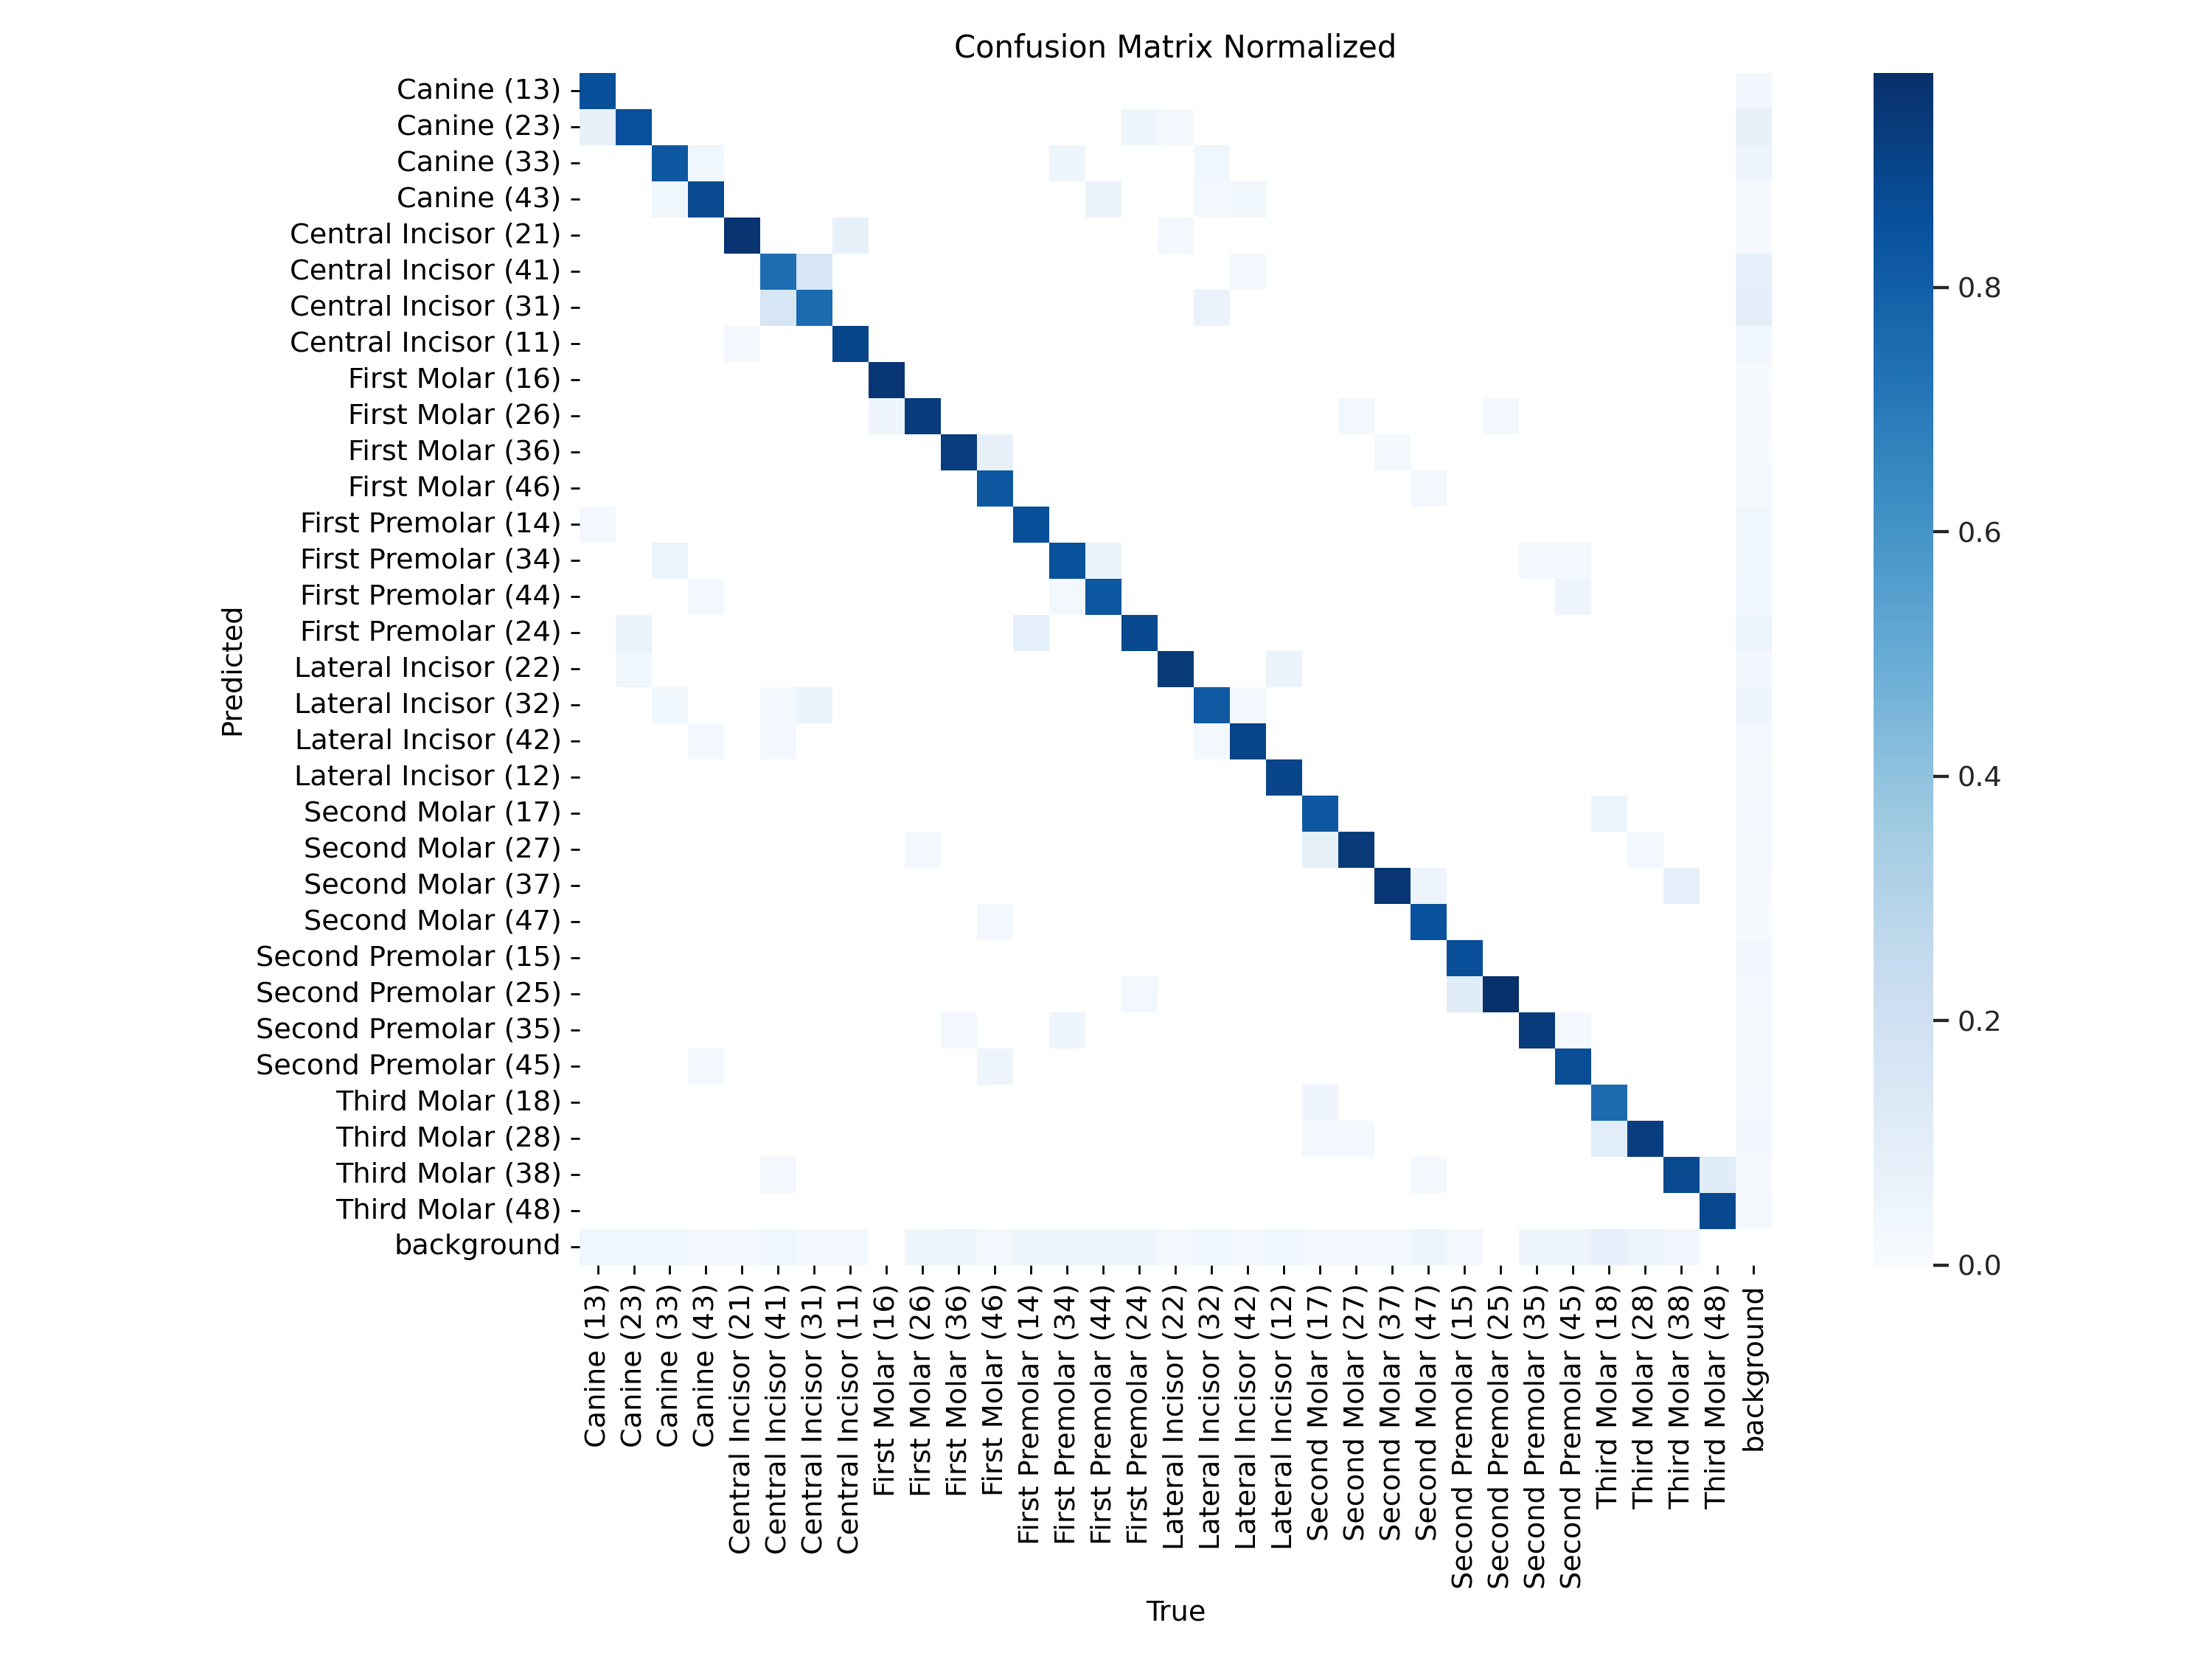 Confusion Matrix Normalized
Predicted
Canine (13)
Canine (23)
Canine (33)
Canine (43)
Central Incisor (21)
Central Incisor (41)
Central Incisor (31)
Central Incisor (11)
First Molar (16)
First Molar (26)
First Molar (36)
First Molar (46)
First Premolar (14)
First Premolar (34)
First Premolar (44)
First Premolar (24)
Lateral Incisor (22)
Lateral Incisor (32)
Lateral Incisor (42)
Lateral Incisor (12)
Second Molar (17)
Second Molar (27)
Second Molar (37)
Second Molar (47)
Second Premolar (15)
Second Premolar (25)
Second Premolar (35)
Second Premolar (45)
Third Molar (18)
Third Molar (28)
Third Molar (38)
Third Molar (48)
background
Canine (13)
Canine (23)
Canine (33)
Canine (43)
Central Incisor (21)
Central Incisor (41)
Central Incisor (31)
Central Incisor (11)
First Molar (16)
First Molar (26)
First Molar (36)
First Molar (46)
First Premolar (14)
First Premolar (34)
First Premolar (44)
First Premolar (24)
Lateral Incisor (22)
Lateral Incisor (32)
Lateral Incisor (42)
Lateral Incisor (12)
Second Molar (17)
Second Molar (27)
Second Molar (37)
Second Molar (47)
Second Premolar (15)
Second Premolar (25)
Second Premolar (35)
Second Premolar (45)
Third Molar (18)
Third Molar (28)
Third Molar (38)
Third Molar (48)
background
True
0.8
0.6
0.4
0.2
0.0